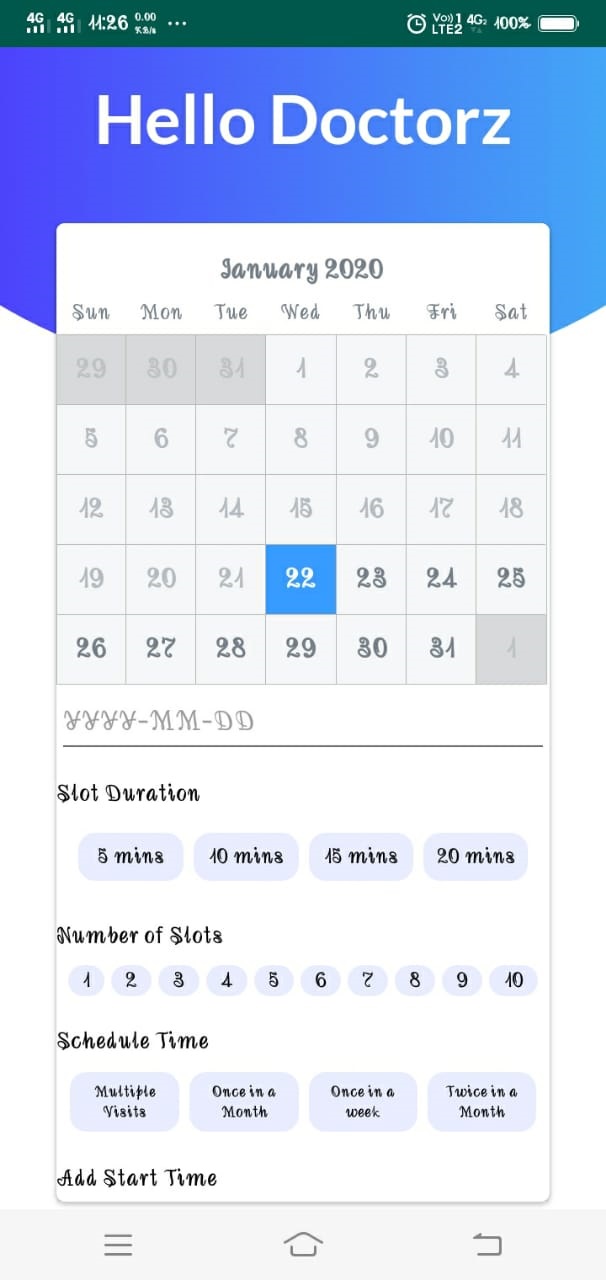 4G 4G 11:26 0.00 KB/s ... Vo)) 1 LTE2 4G2 100%
Hello Doctorz
January 2020
Sun Mon Tue Wed Thu Fri Sat
29 30 31 1 2 3 4
5 6 7 8 9 10 11
12 13 14 15 16 17 18
19 20 21 22 23 24 25
26 27 28 29 30 31 1
YYYY-MM-DD
Slot Duration
5 mins 10 mins 15 mins 20 mins
Number of Slots
1 2 3 4 5 6 7 8 9 10
Schedule Time
Multiple Once in a Once in a Twice in a
Visits Month week Month
Add Start Time